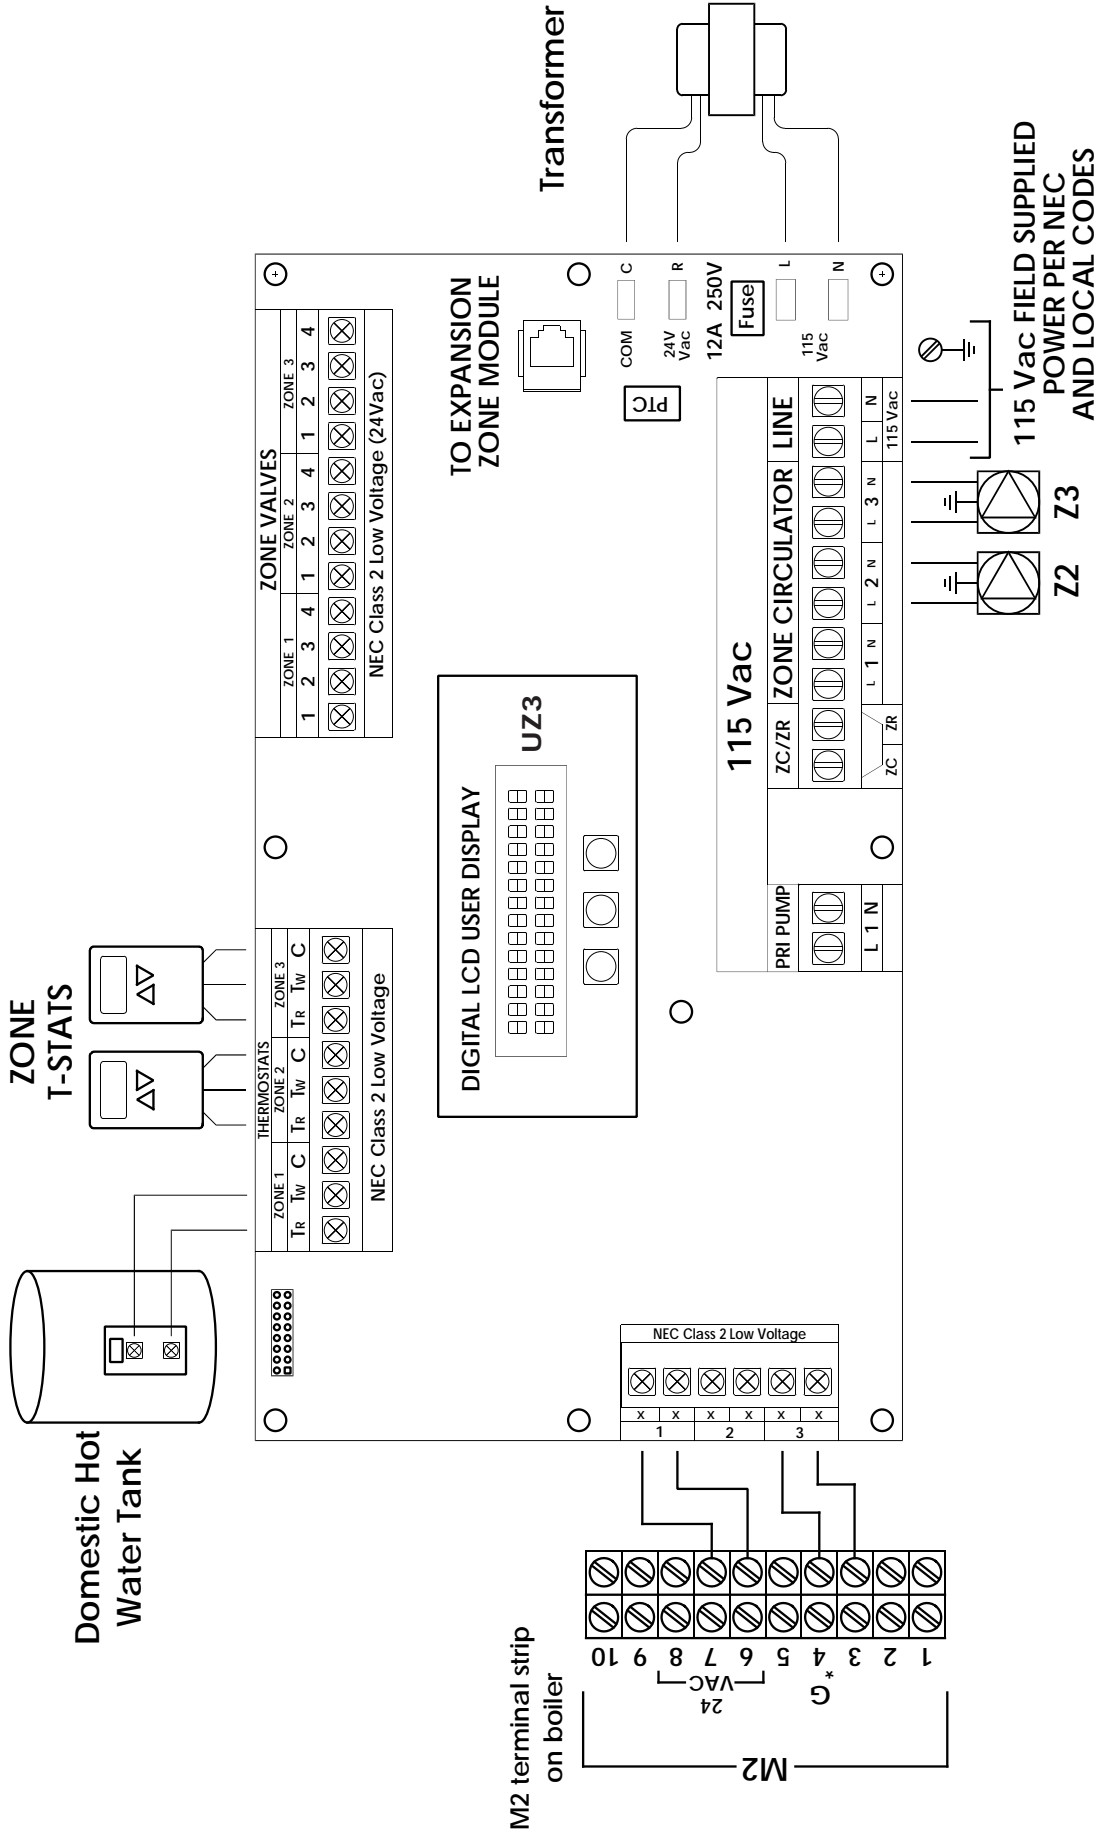 Domestic Hot
Water Tank
ZONE
T-STATS
THERMOSTATS
ZONE 1
ZONE 2
ZONE 3
TR TW C TR TW C TR TW C
NEC Class 2 Low Voltage
ZONE VALVES
ZONE 1
ZONE 2
ZONE 3
1 2 3 4 1 2 3 4 1 2 3 4
NEC Class 2 Low Voltage (24Vac)
TO EXPANSION
ZONE MODULE
Transformer
DIGITAL LCD USER DISPLAY
UZ3
PTC
COM
C
24V
Vac
R
12A 250V
Fuse
115
Vac
L
N
M2 terminal strip
on boiler
M2
24
VAC
G
*
10 9 8 7 6 5 4 3 2 1
NEC Class 2 Low Voltage
x x x x x x
1 2 3
115 Vac
PRI PUMP
ZC/ZR
ZONE CIRCULATOR
LINE
L 1 N
ZC
ZR
L 1 N
L 2 N
L 3 N
L N
115 Vac
Z2
Z3
115 Vac FIELD SUPPLIED
POWER PER NEC
AND LOCAL CODES